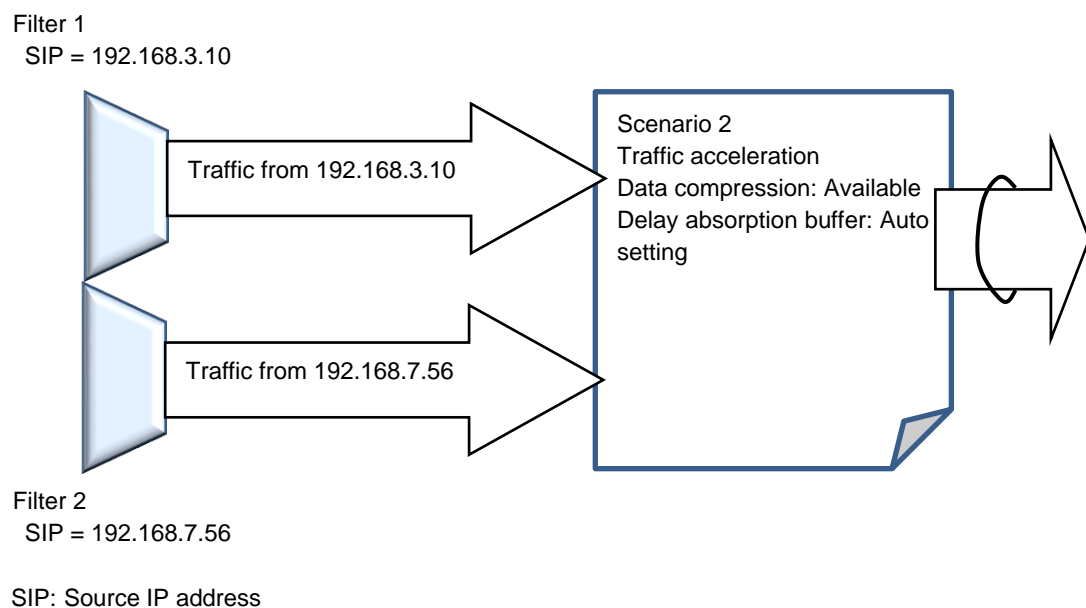 Filter 1
SIP = 192.168.3.10
Traffic from 192.168.3.10
Scenario 2
Traffic acceleration
Data compression: Available
Delay absorption buffer: Auto
setting
Traffic from 192.168.7.56
Filter 2
SIP = 192.168.7.56
SIP: Source IP address